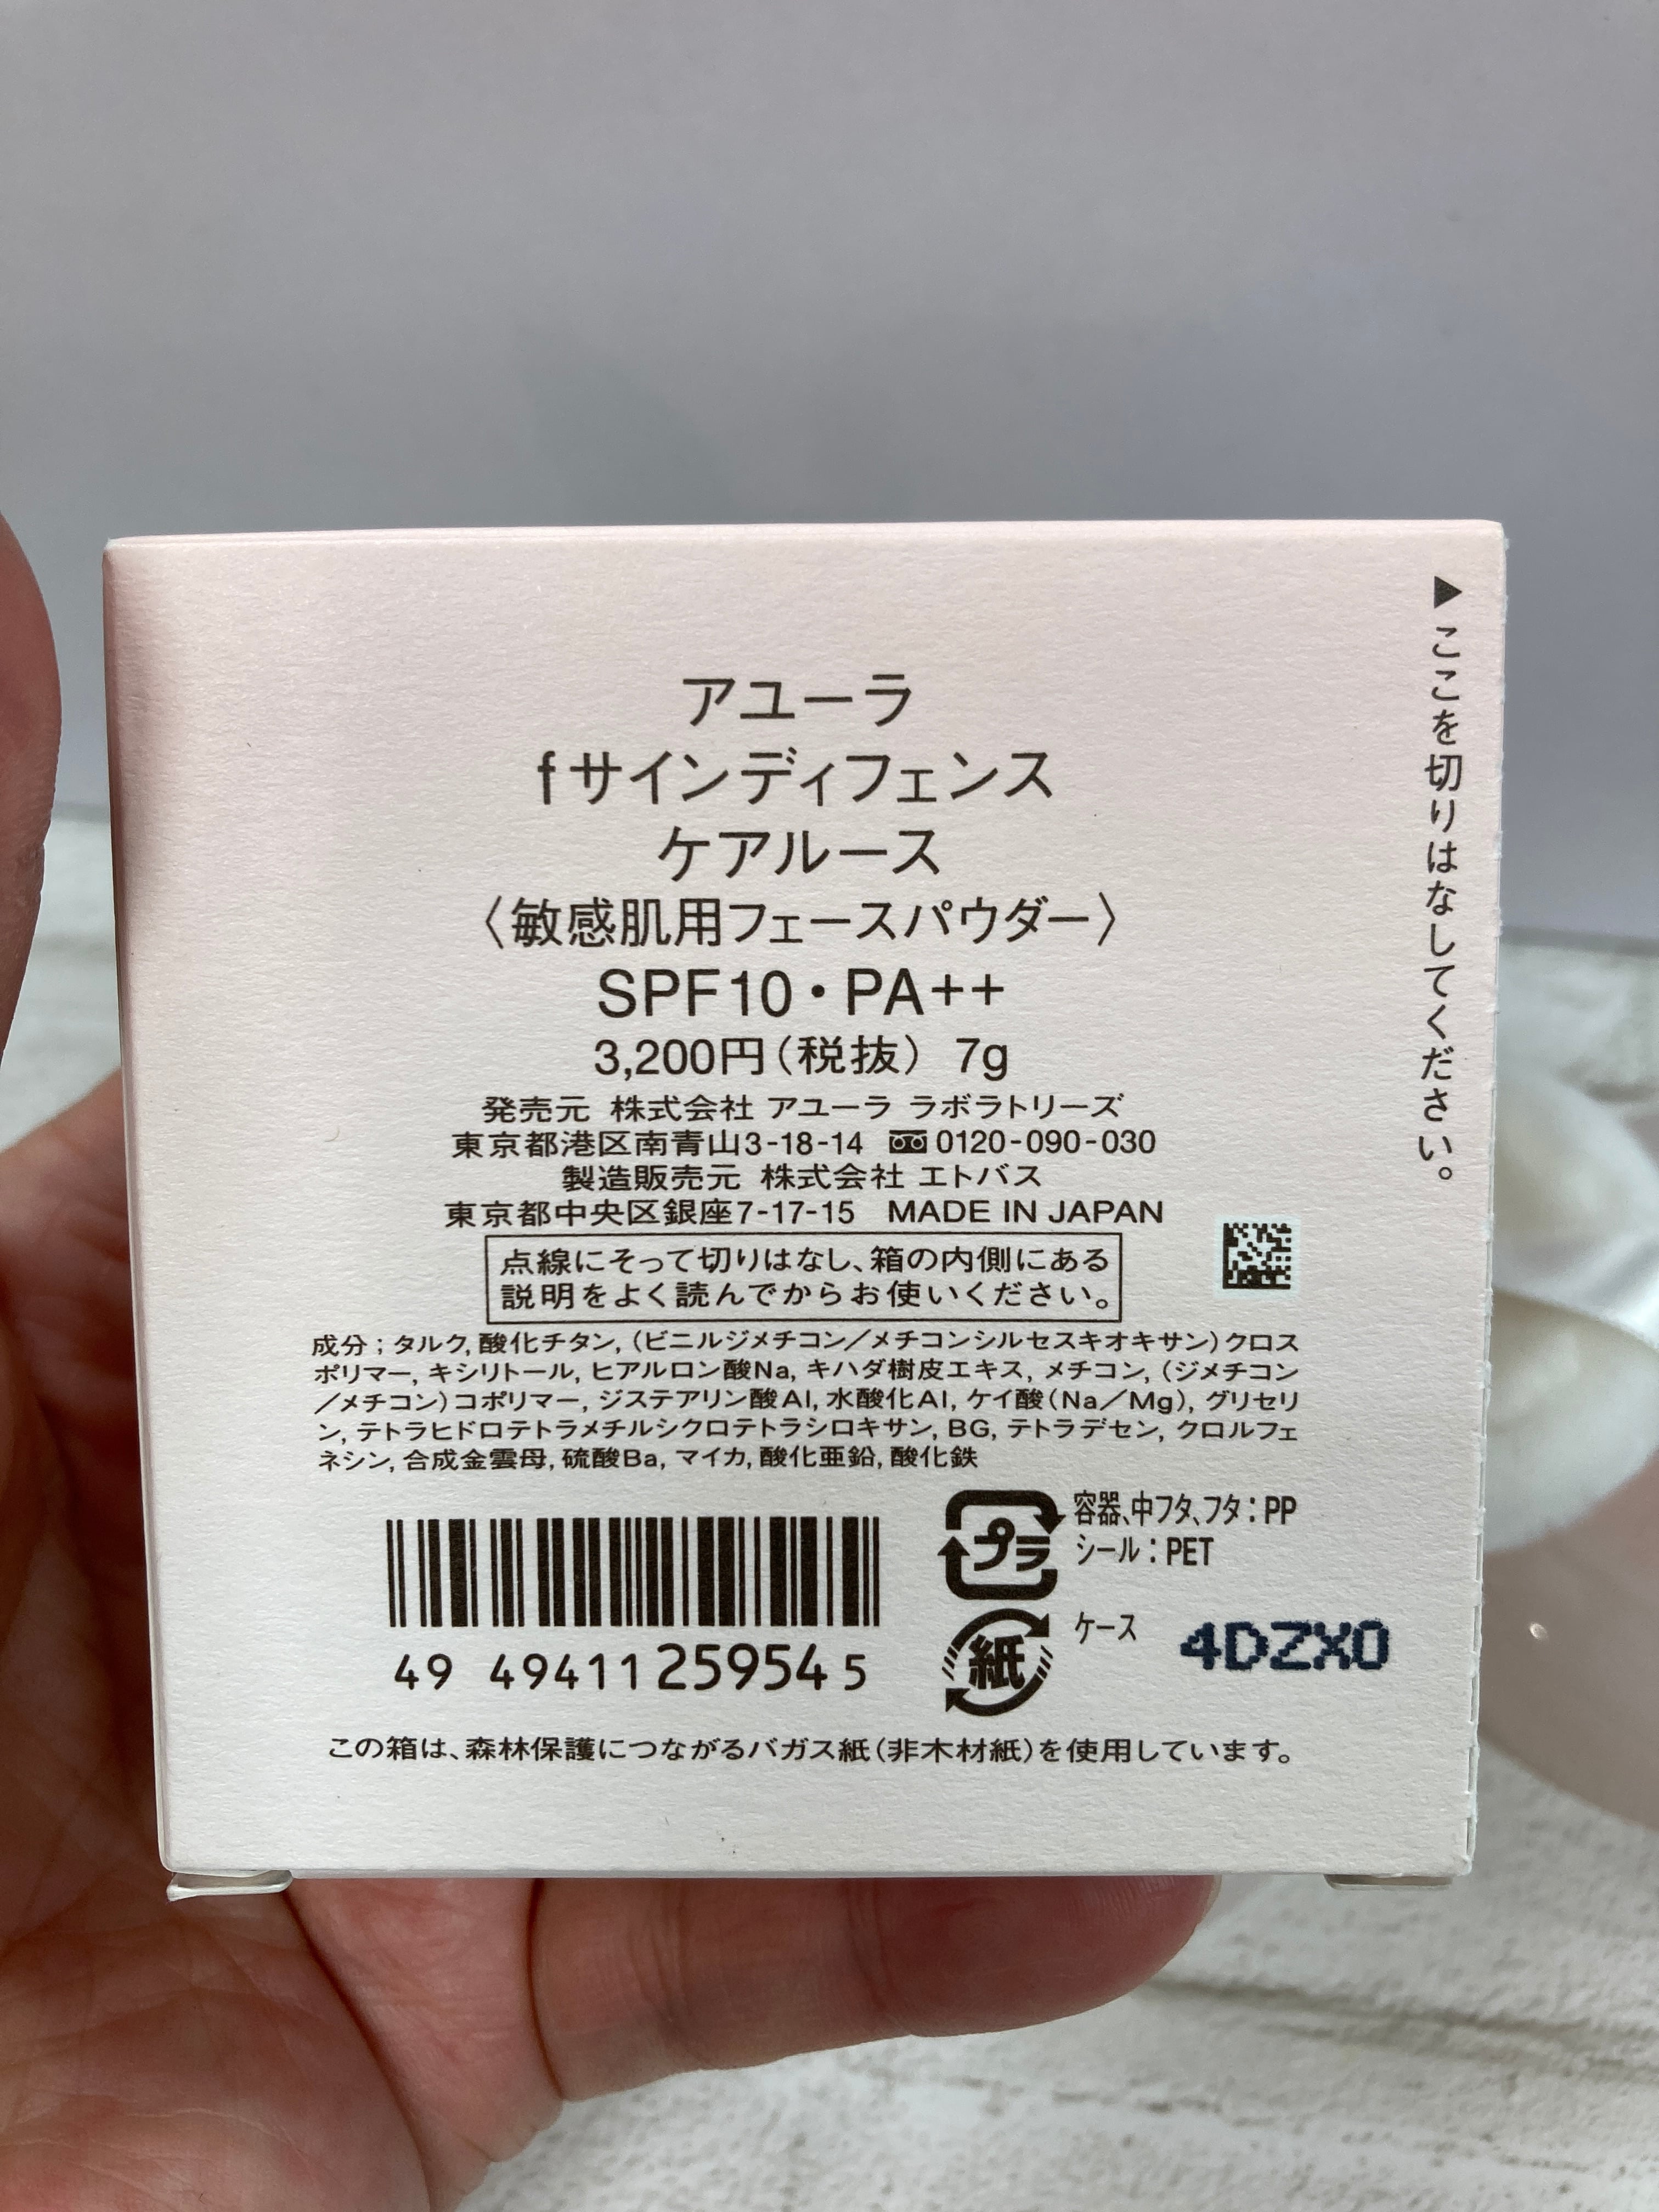 アユーラ
fサインディフェンス
ケアルース
〈敏感肌用フェースパウダー〉
SPF10・PA++
3,200円(税抜) 7g
発売元 株式会社 アユーラ ラボラトリーズ
東京都港区南青山3-18-14 0120-090-030
製造販売元 株式会社 エトバス
東京都中央区銀座7-17-15 MADE IN JAPAN
点線にそって切りはなし、箱の内側にある
説明をよく読んでからお使いください。
成分;タルク,酸化チタン,(ビニルジメチコン/メチコンシルセスキオキサン)クロス
ポリマー,キシリトール,ヒアルロン酸Na,キハダ樹皮エキス,メチコン,(ジメチコン
/メチコン)コポリマー,ジステアリン酸Al,水酸化Al,ケイ酸(Na/Mg),グリセリ
ン,テトラヒドロテトラメチルシクロテトラシロキサン,BG,テトラデセン,クロルフェ
ネシン,合成金雲母,硫酸Ba,マイカ,酸化亜鉛,酸化鉄
プラ
容器、中フタ、フタ:PP
シール:PET
紙
ケース
4DZX0
49 49411 25954 5
この箱は、森林保護につながるバガス紙(非木材紙)を使用しています。
▶ここを切りはなしてください。